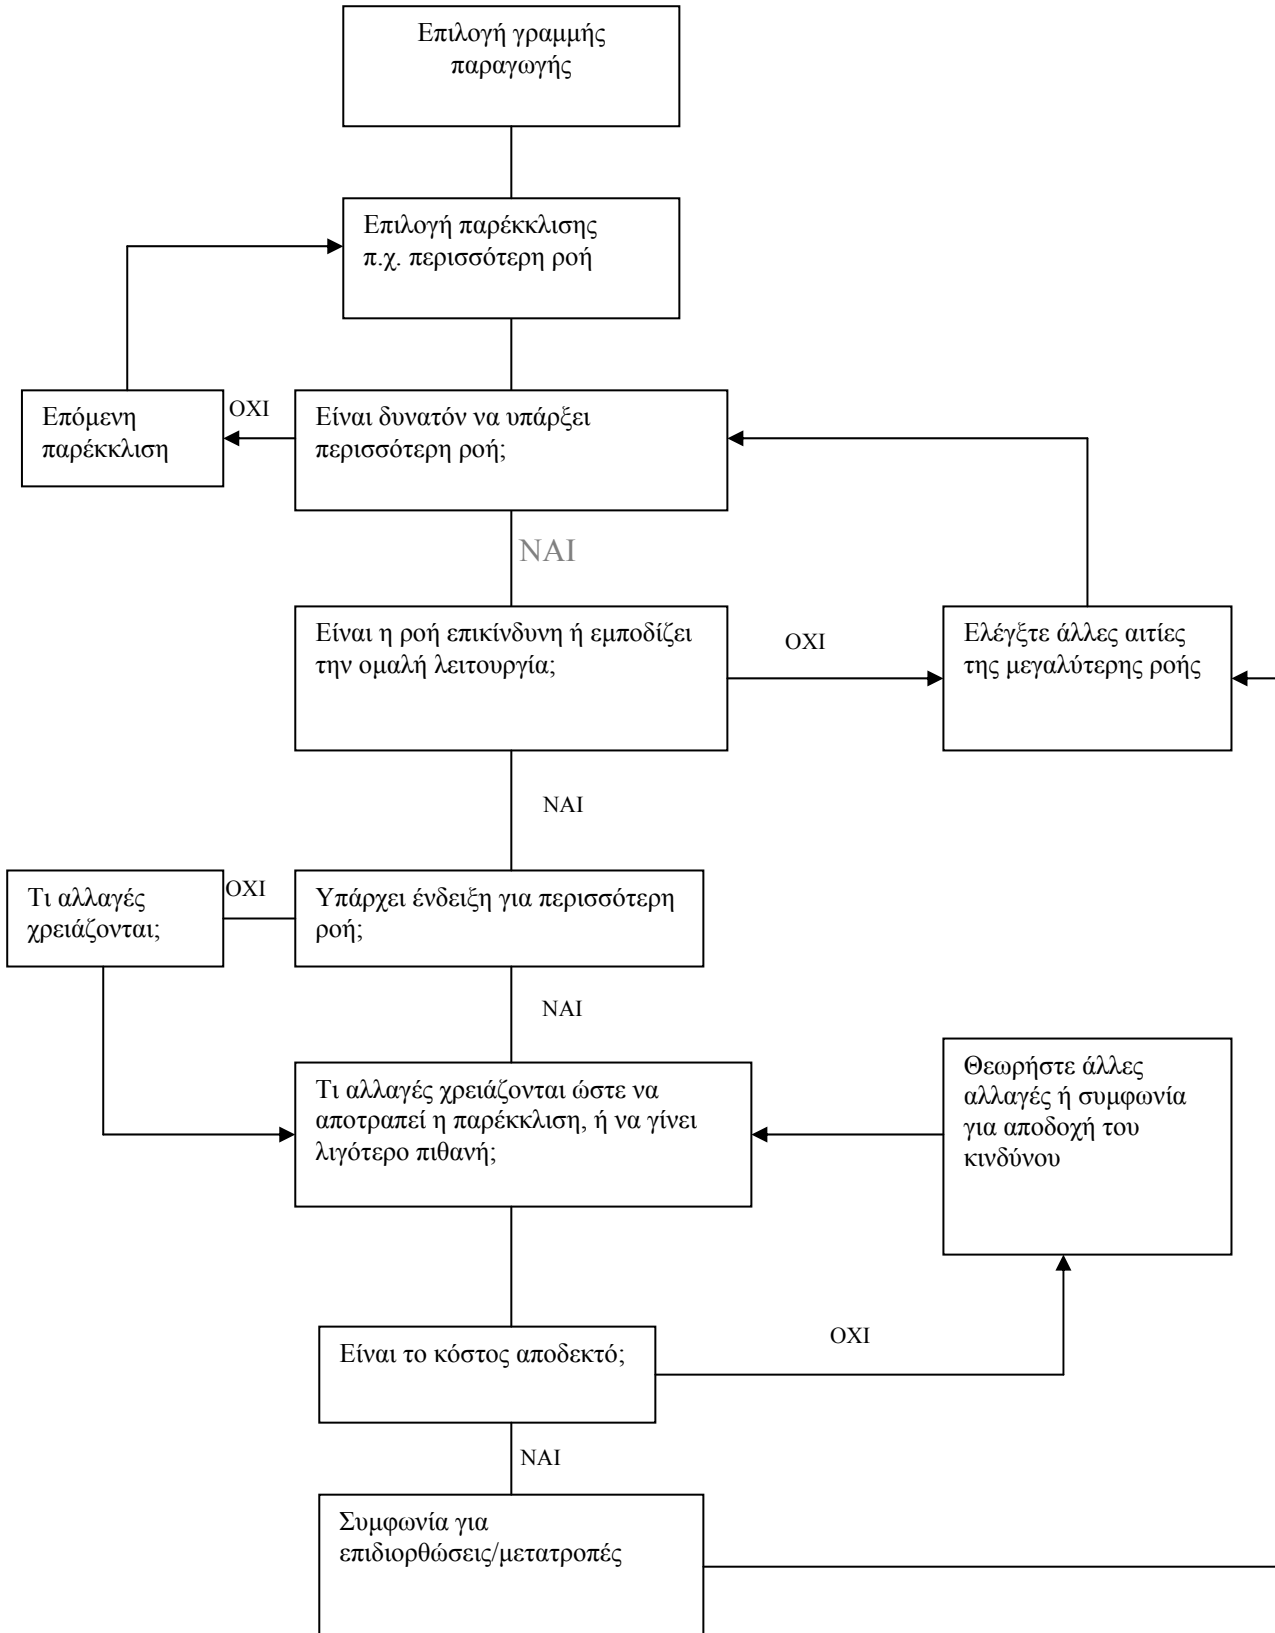 Επιλογή γραμμής
παραγωγής
Επιλογή παρέκκλισης
π.χ. περισσότερη ροή
Επόμενη
παρέκκλιση
ΟΧΙ
Είναι δυνατόν να υπάρξει
περισσότερη ροή;
ΝΑΙ
Είναι η ροή επικίνδυνη ή εμποδίζει
την ομαλή λειτουργία;
ΟΧΙ
Ελέγξτε άλλες αιτίες
της μεγαλύτερης ροής
ΝΑΙ
Τι αλλαγές
χρειάζονται;
ΟΧΙ
Υπάρχει ένδειξη για περισσότερη
ροή;
ΝΑΙ
Τι αλλαγές χρειάζονται ώστε να
αποτραπεί η παρέκκλιση, ή να γίνει
λιγότερο πιθανή;
Θεωρήστε άλλες
αλλαγές ή συμφωνία
για αποδοχή του
κινδύνου
Είναι το κόστος αποδεκτό;
ΟΧΙ
ΝΑΙ
Συμφωνία για
επιδιορθώσεις/μετατροπές